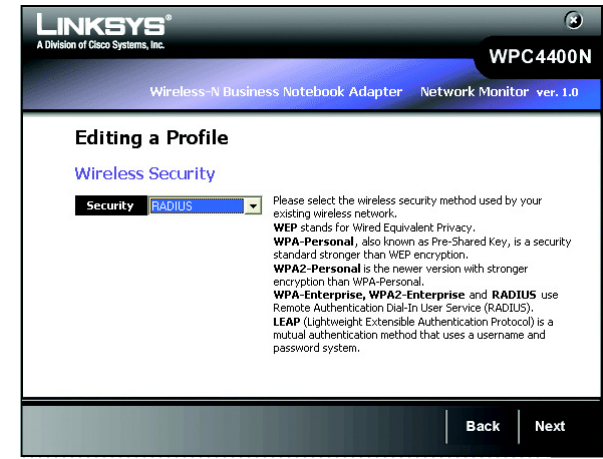 LINKSYS®
A Division of Cisco Systems, Inc.
WPC4400N
Wireless-N Business Notebook Adapter Network Monitor ver. 1.0
Editing a Profile
Wireless Security
Security RADIUS
Please select the wireless security method used by your
existing wireless network.
WEP stands for Wired Equivalent Privacy.
WPA-Personal, also known as Pre-Shared Key, is a security
standard stronger than WEP encryption.
WPA2-Personal is the newer version with stronger
encryption than WPA-Personal.
WPA-Enterprise, WPA2-Enterprise and RADIUS use
Remote Authentication Dial-In User Service (RADIUS).
LEAP (Lightweight Extensible Authentication Protocol) is a
mutual authentication method that uses a username and
password system.
Back Next